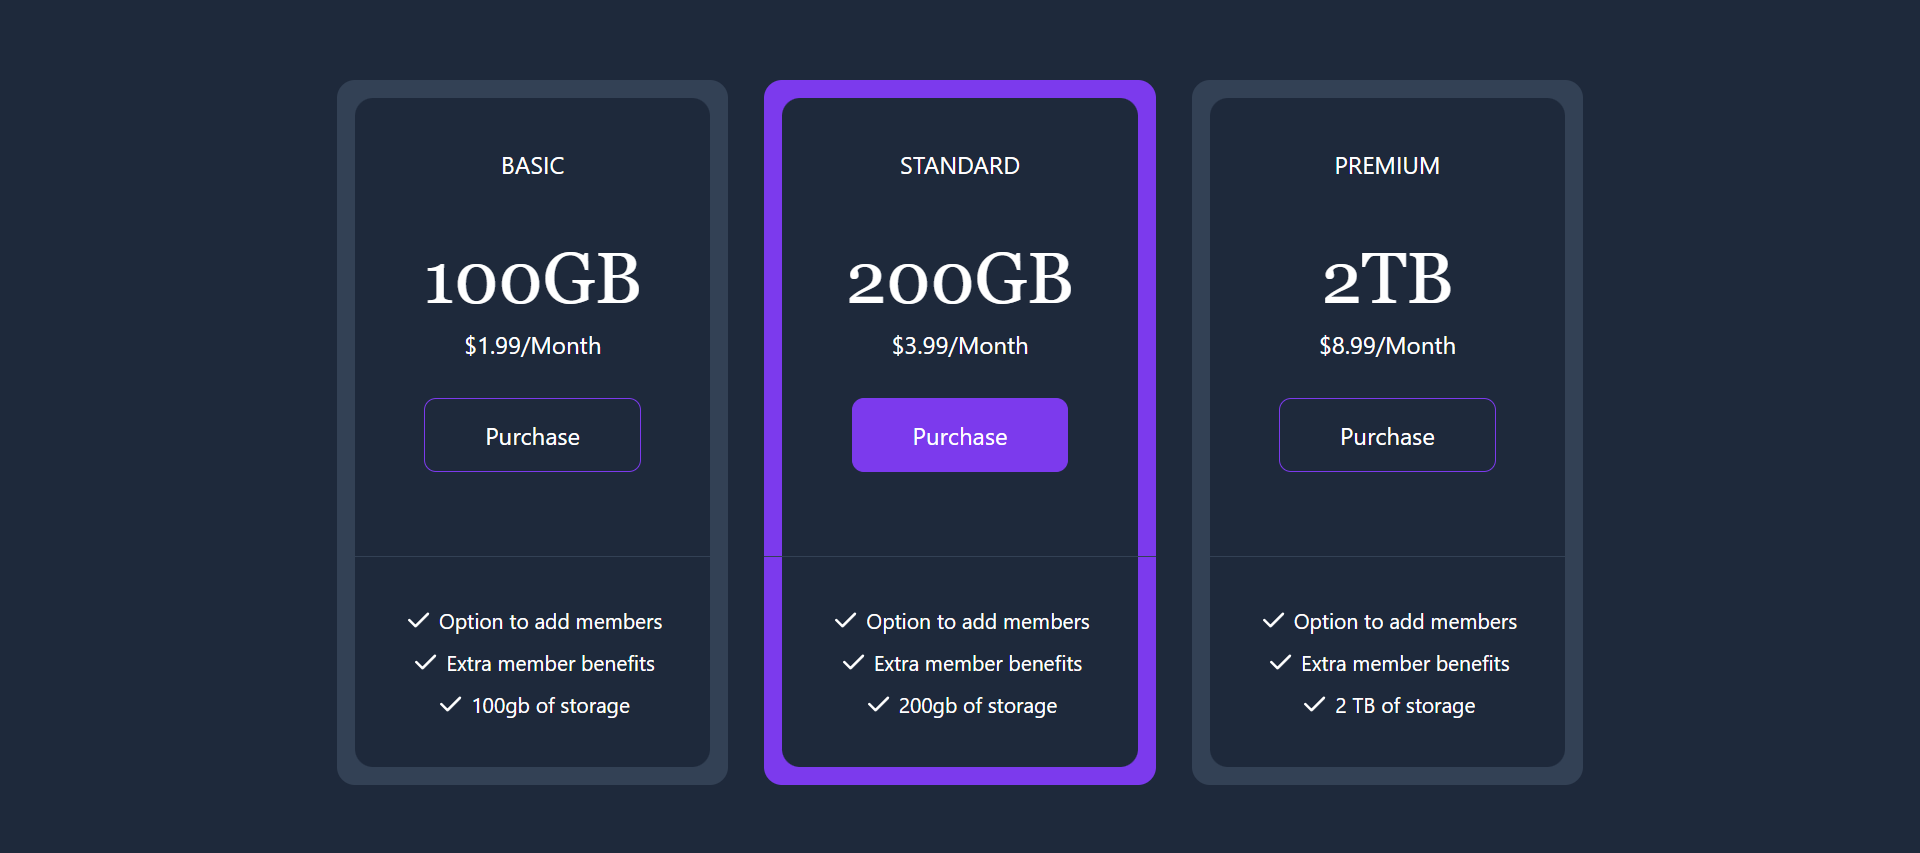 BASIC
100GB
$1.99/Month
Purchase
Option to add members
Extra member benefits
100gb of storage
STANDARD
200GB
$3.99/Month
Purchase
Option to add members
Extra member benefits
200gb of storage
PREMIUM
2TB
$8.99/Month
Purchase
Option to add members
Extra member benefits
2 TB of storage